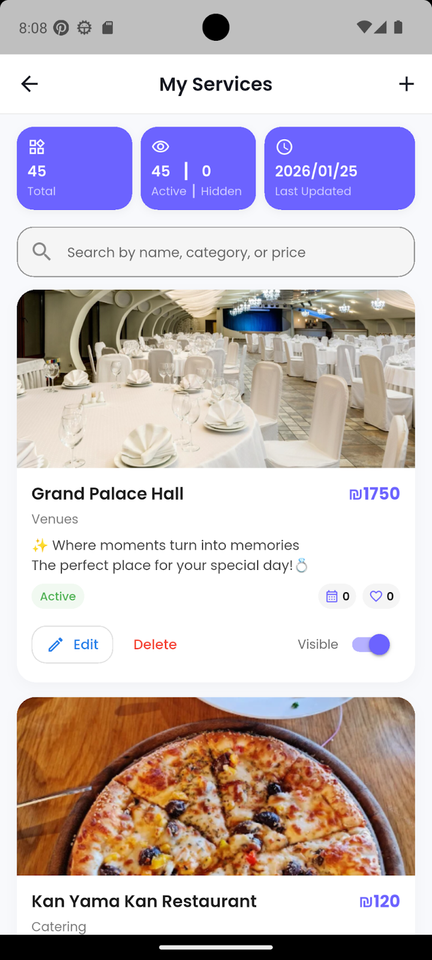 8:08
My Services
45
Total
45 | 0
Active | Hidden
2026/01/25
Last Updated
Search by name, category, or price
Grand Palace Hall
₪1750
Venues
✨ Where moments turn into memories
The perfect place for your special day!💍
Active
0
0
Edit
Delete
Visible
Kan Yama Kan Restaurant
₪120
Catering